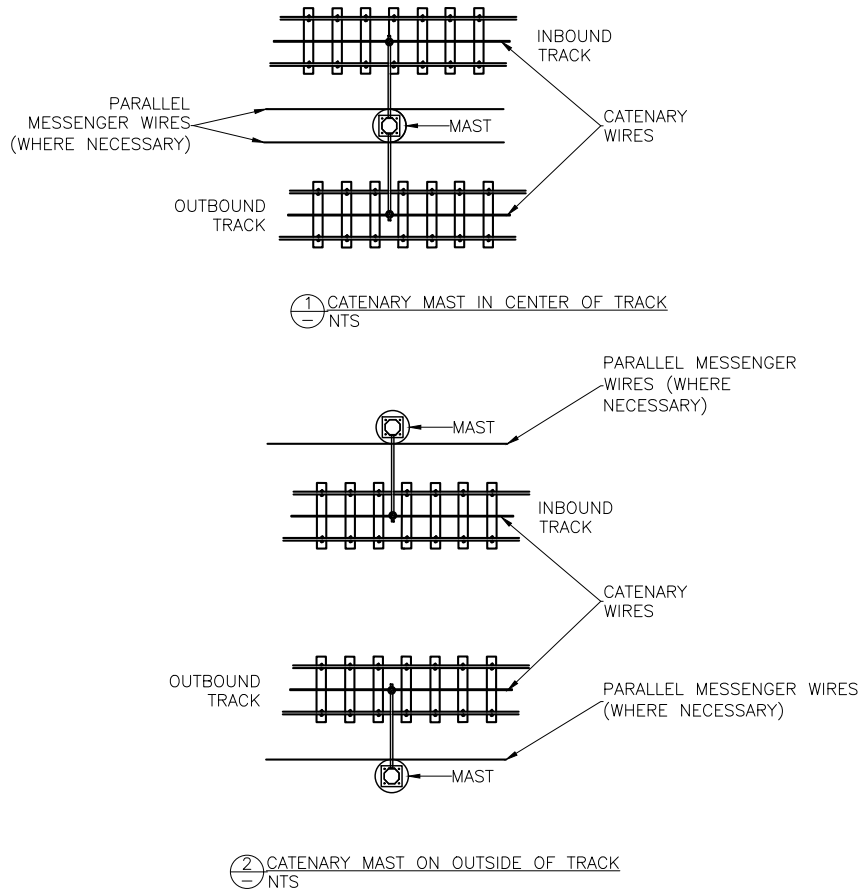 INBOUND
TRACK
PARALLEL
MESSENGER WIRES
(WHERE NECESSARY)
MAST
CATENARY
WIRES
OUTBOUND
TRACK
1
–
CATENARY MAST IN CENTER OF TRACK
NTS
PARALLEL MESSENGER
WIRES (WHERE
NECESSARY)
MAST
INBOUND
TRACK
CATENARY
WIRES
OUTBOUND
TRACK
PARALLEL MESSENGER WIRES
(WHERE NECESSARY)
MAST
2
–
CATENARY MAST ON OUTSIDE OF TRACK
NTS